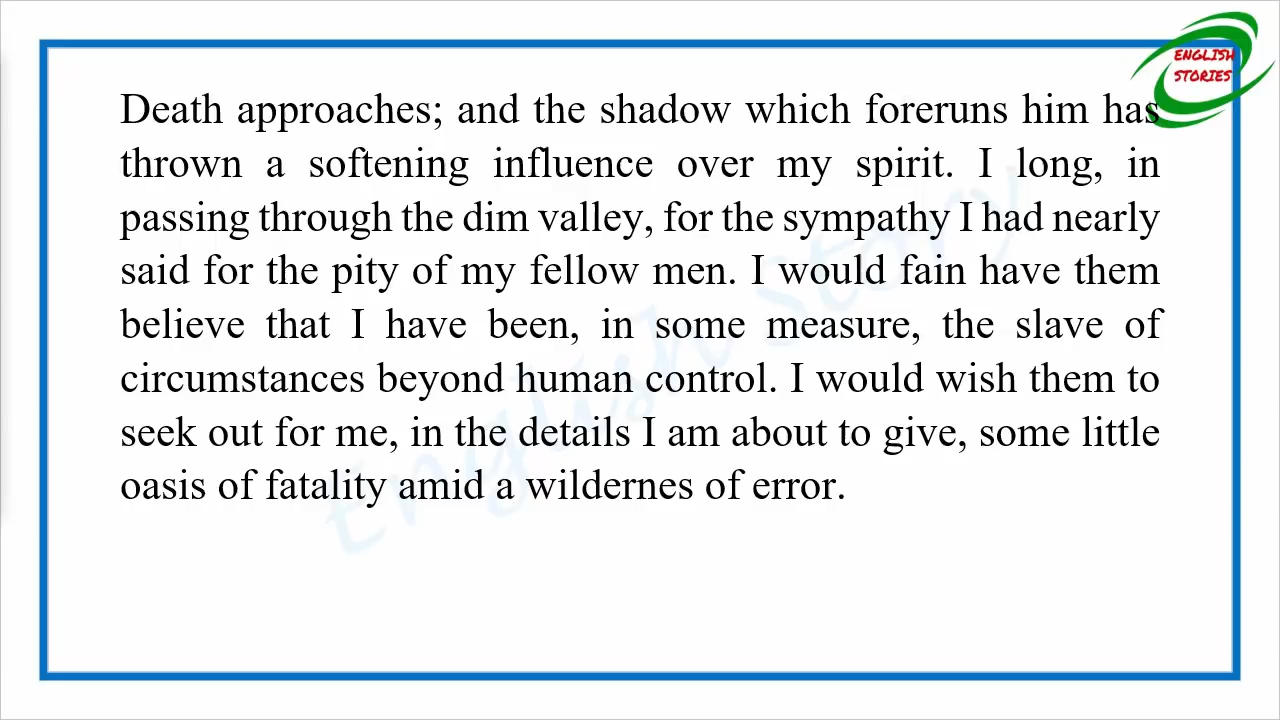 ENGLISH
STORIES
Death approaches; and the shadow which foreruns him has
thrown a softening influence over my spirit. I long, in
passing through the dim valley, for the sympathy I had nearly
said for the pity of my fellow men. I would fain have them
believe that I have been, in some measure, the slave of
circumstances beyond human control. I would wish them to
seek out for me, in the details I am about to give, some little
oasis of fatality amid a wildernes of error.
English Story